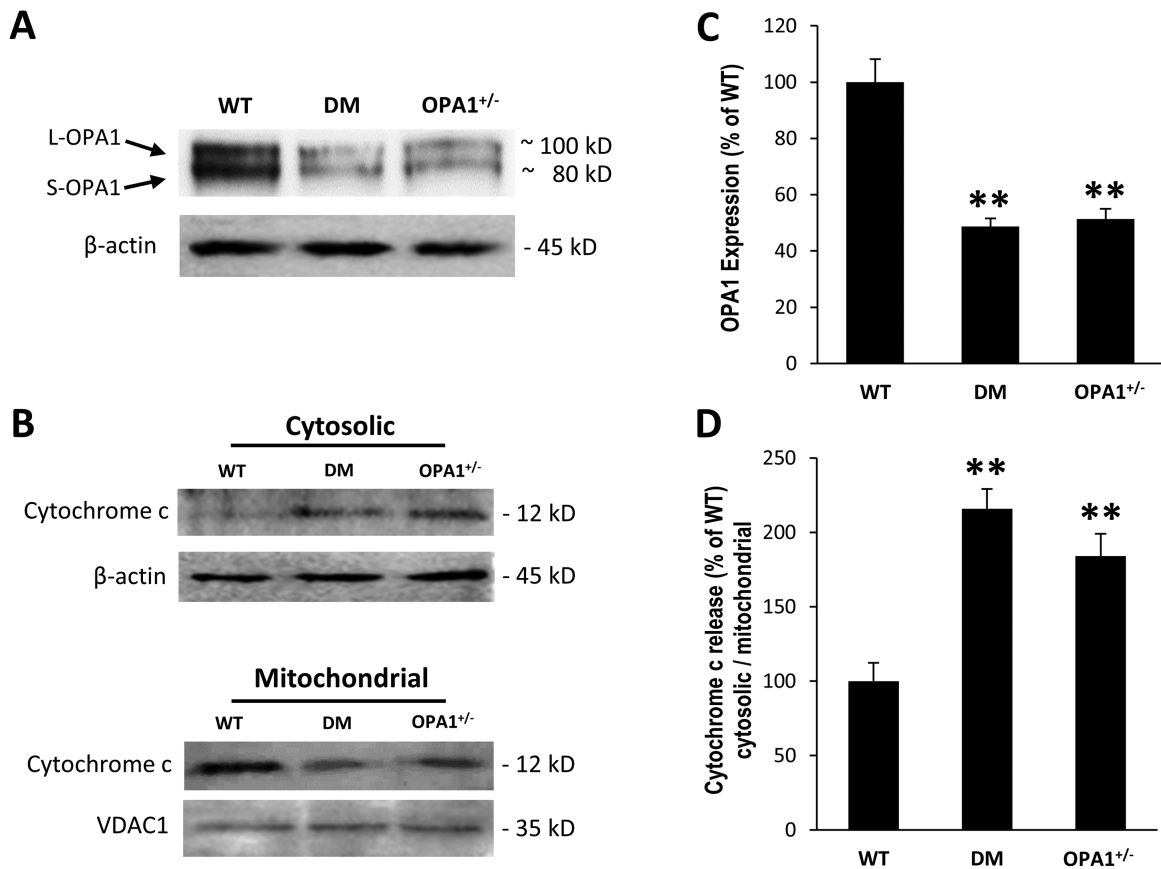 A
WT DM OPA1+/-
L-OPA1
S-OPA1
~ 100 kD
~ 80 kD
β-actin
- 45 kD
B
Cytosolic
WT DM OPA1+/-
Cytochrome c
- 12 kD
β-actin
- 45 kD
Mitochondrial
WT DM OPA1+/-
Cytochrome c
- 12 kD
VDAC1
- 35 kD
C
OPA1 Expression (% of WT)
120
100
80
60
40
20
0
**
**
WT DM OPA1+/-
D
Cytochrome c release (% of WT)
cytosolic / mitochondrial
250
200
150
100
50
0
**
**
WT DM OPA1+/-